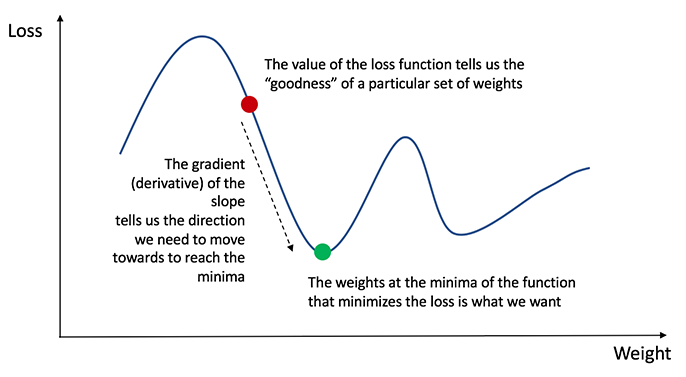 Loss
The value of the loss function tells us the
“goodness” of a particular set of weights
The gradient
(derivative) of the
slope
tells us the direction
we need to move
towards to reach the
minima
The weights at the minima of the function
that minimizes the loss is what we want
Weight